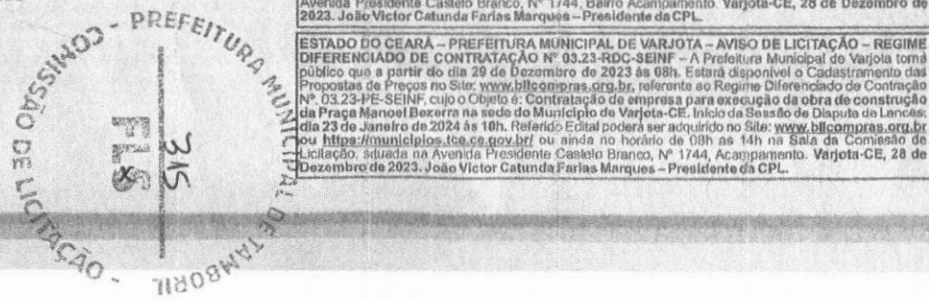 Avenida Presidente Castelo Branco, Nº 1744, Bairro Acampamento. Varjota-CE, 28 de Dezembro de
2023. João Victor Catunda Farias Marques – Presidente da CPL.
ESTADO DO CEARÁ – PREFEITURA MUNICIPAL DE VARJOTA – AVISO DE LICITAÇÃO – REGIME
DIFERENCIADO DE CONTRATAÇÃO Nº 03.23-RDC-SEINF – A Prefeitura Municipal de Varjota torna
público que a partir do dia 29 de Dezembro de 2023 às 08h. Estará disponível o Cadastramento das
Propostas de Preços no Site: www.bllcompras.org.br, referente ao Regime Diferenciado de Contração
Nº. 03.23-PE-SEINF, cujo o Objeto é: Contratação de empresa para execução da obra de construção
da Praça Manoel Bezerra na sede do Município de Varjota-CE. Início da Sessão de Disputa de Lances:
dia 23 de Janeiro de 2024 às 10h. Referido Edital poderá ser adquirido no Site: www.bllcompras.org.br
ou https://municipios.tce.ce.gov.br/ ou ainda no horário de 08h às 14h na Sala da Comissão de
Licitação, situada na Avenida Presidente Castelo Branco, Nº 1744, Acampamento. Varjota-CE, 28 de
Dezembro de 2023. João Victor Catunda Farias Marques – Presidente da CPL.
PREFEITURA MUNICIPAL DE TAMBORIL -
COMISSÃO DE LICITAÇÃO -
315
FLS